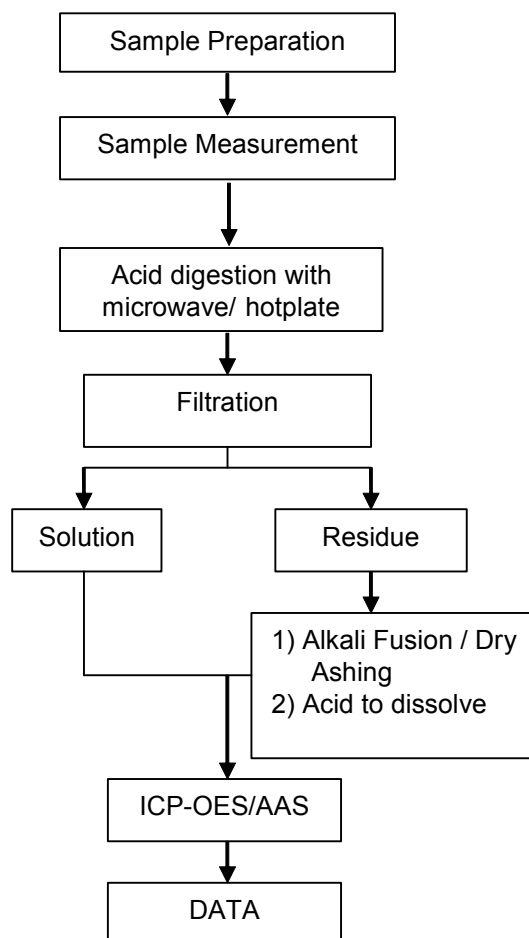 Sample Preparation
Sample Measurement
Acid digestion with
microwave/ hotplate
Filtration
Solution
Residue
1) Alkali Fusion / Dry
Ashing
2) Acid to dissolve
ICP-OES/AAS
DATA